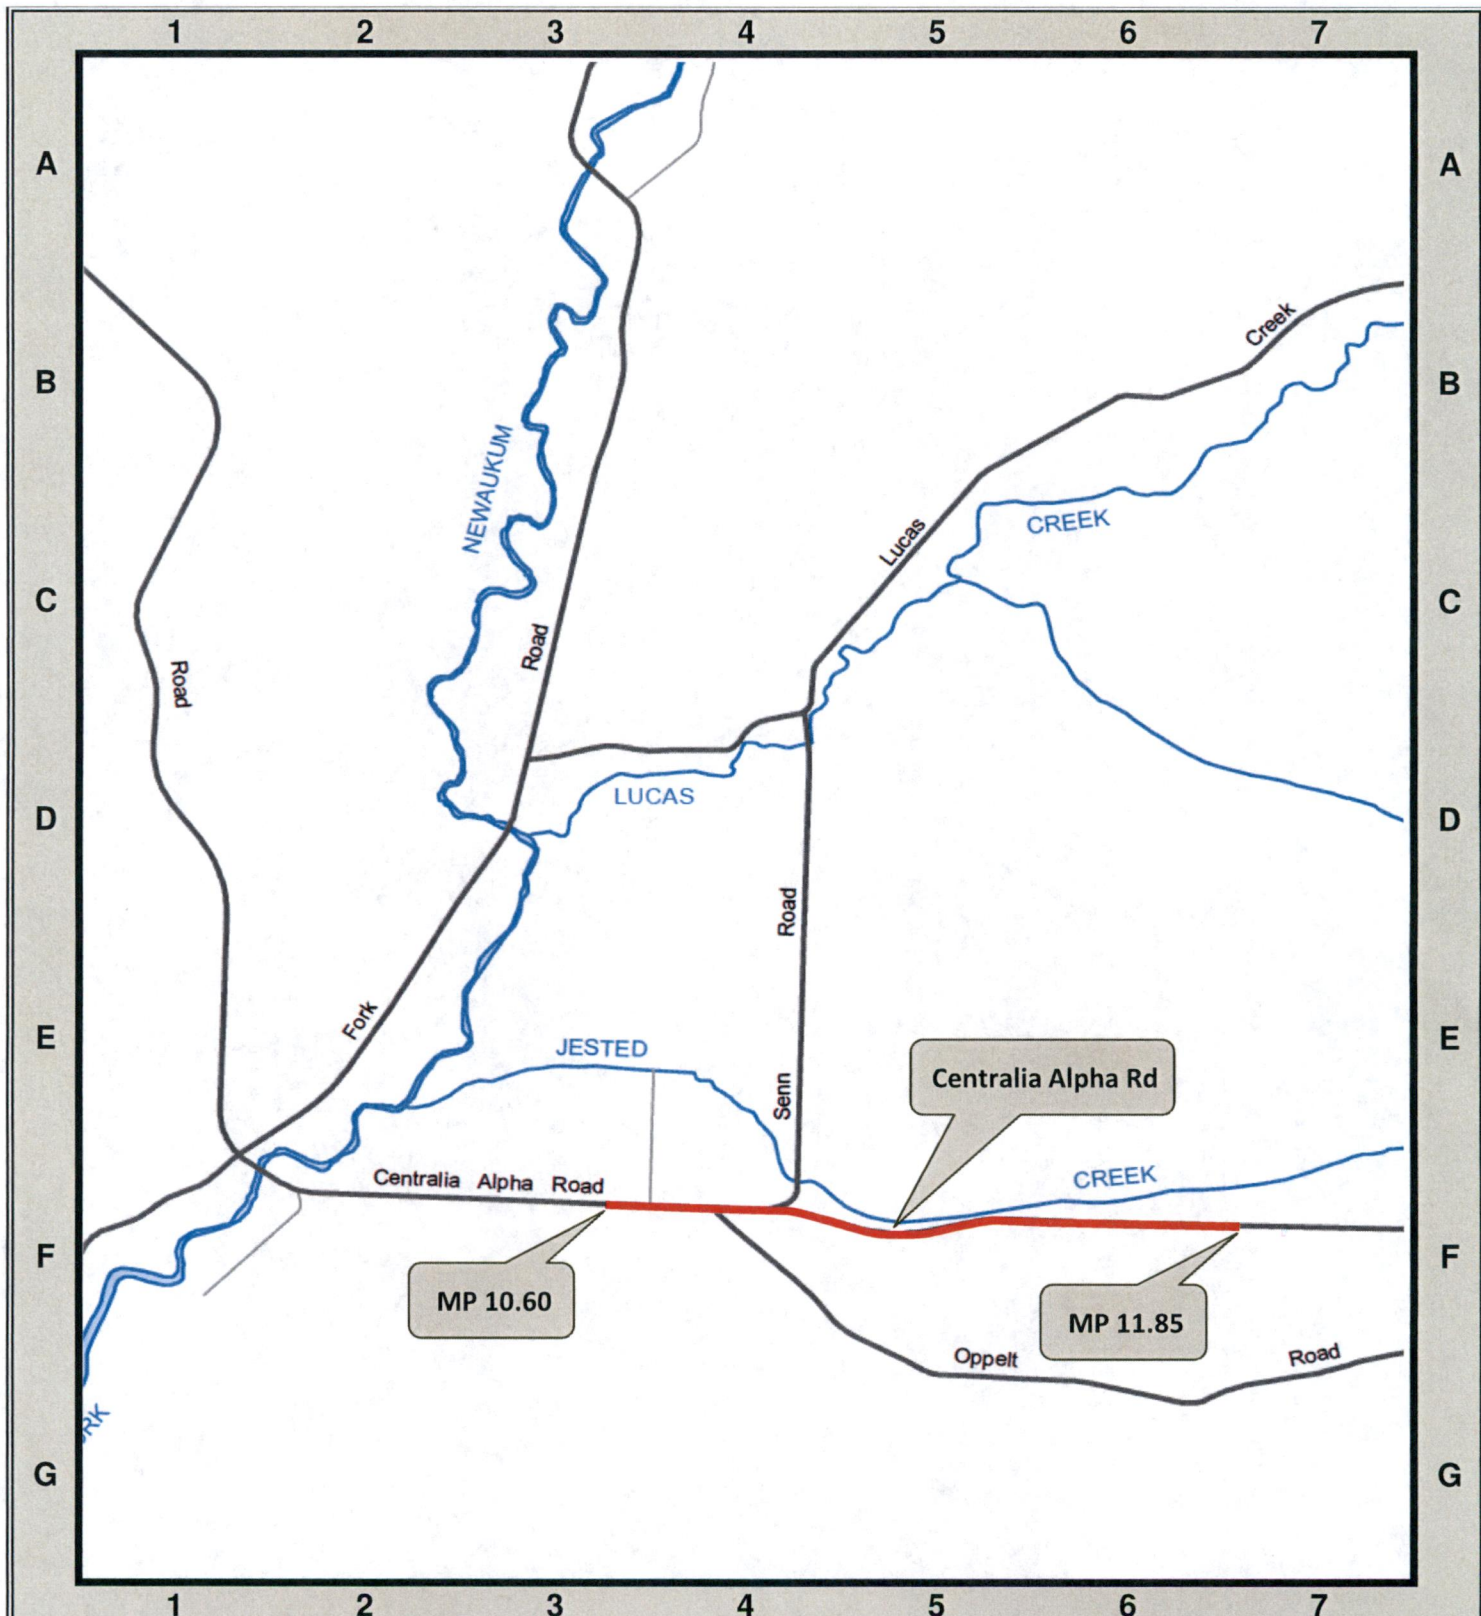 1 2 3 4 5 6 7
A A
Creek
B B
NEWAUKUM
CREEK
Lucas
C C
Road
Road
LUCAS
D D
Road
Fork
E E
JESTED
Centralia Alpha Rd
Senn
CREEK
Centralia Alpha Road
F F
MP 10.60
MP 11.85
Oppelt Road
RK
G G
1 2 3 4 5 6 7